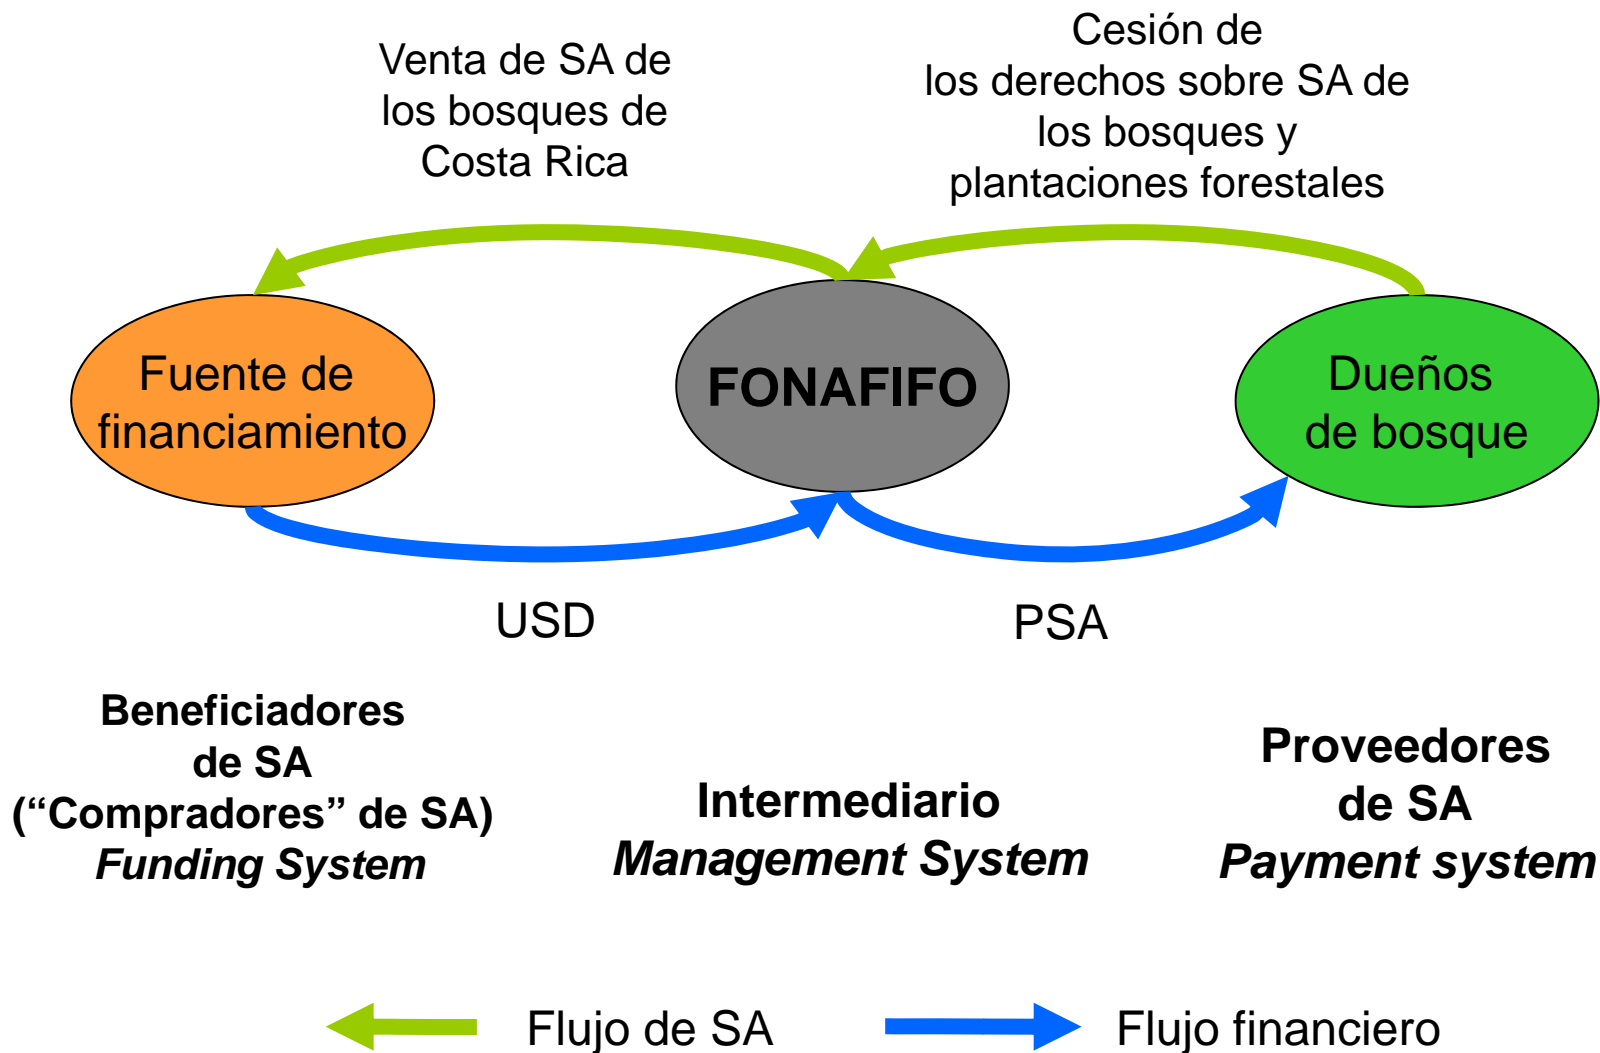 Venta de SA de
los bosques de
Costa Rica
Cesión de
los derechos sobre SA de
los bosques y
plantaciones forestales
Fuente de
financiamiento
FONAFIFO
Dueños
de bosque
USD
PSA
Beneficiadores
de SA
(“Compradores” de SA)
Funding System
Intermediario
Management System
Proveedores
de SA
Payment system
Flujo de SA
Flujo financiero